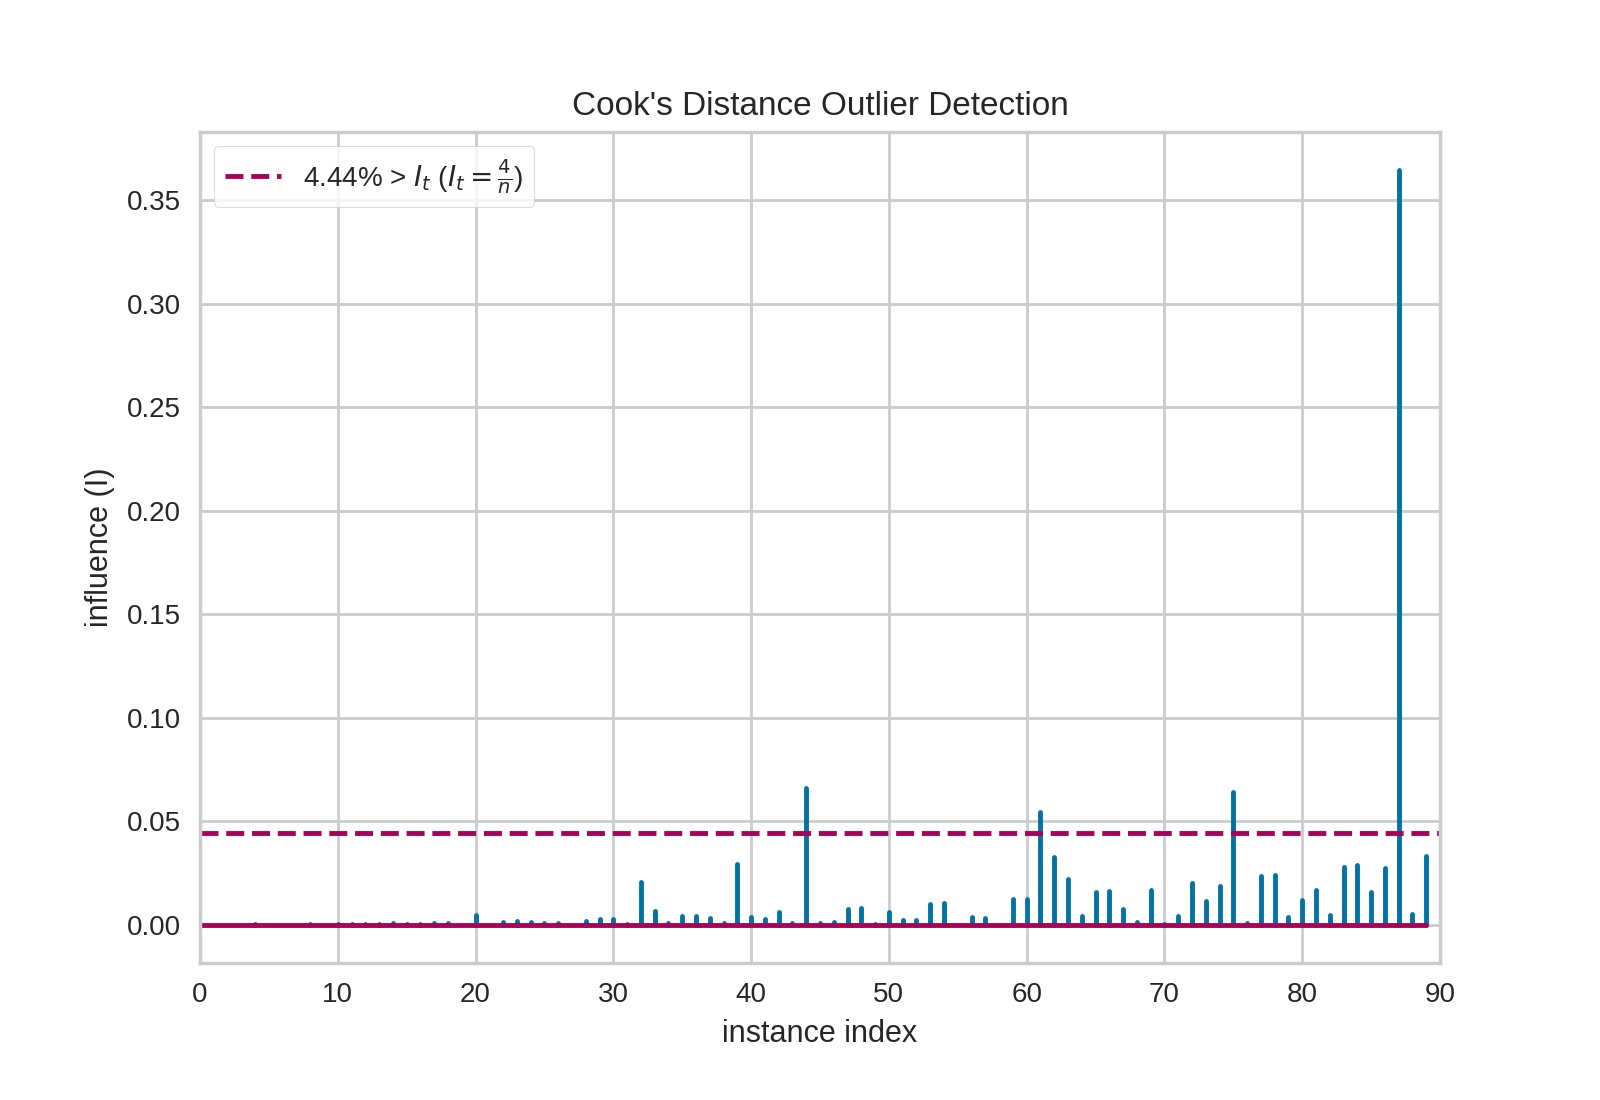 Cook's Distance Outlier Detection
4.44% > I_t (I_t = 4/n)
influence (I)
0.35
0.30
0.25
0.20
0.15
0.10
0.05
0.00
0 10 20 30 40 50 60 70 80 90
instance index